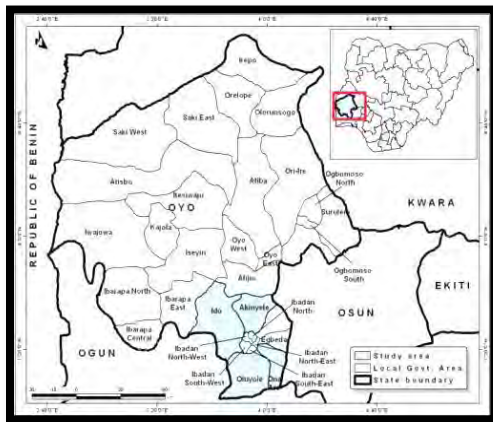 Irepo
Orelope
Olorunsogo
Saki East
Saki West
Atisbo
Itesiwaju
OYO
Atiba
Ori-Ire
Ogbomoso
North
Surulere
KWARA
REPUBLIC OF BENIN
Iwajowa
Kajola
Iseyin
Oyo
West
Oyo
East
Ogbomoso
South
Afijio
EKITI
Ibarapa North
Ibarapa
East
Ibarapa
Central
Ido
Akinyele
Ibadan
North
OSUN
OGUN
Ibadan
North-West
Egbeda
Ibadan
North-East
Ibadan
South-West
Ibadan
South-East
Oluyole
Ona
Study area
Local Govt. Area
State boundary